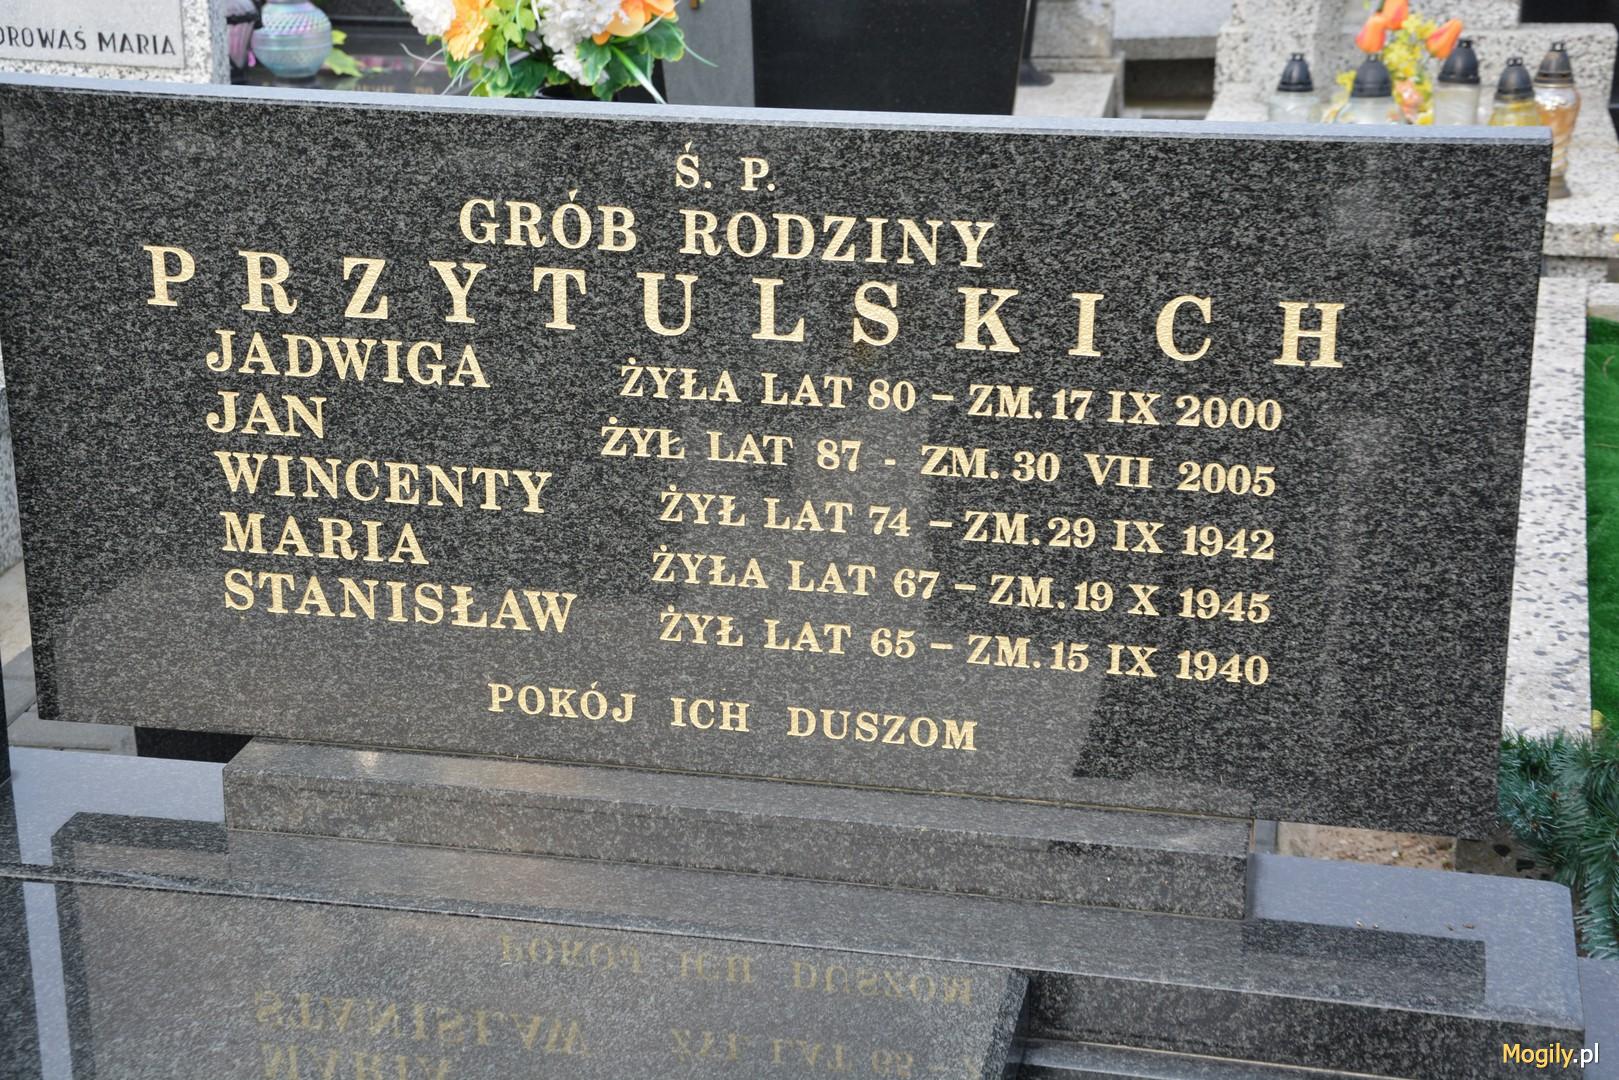 DROWAŚ MARIA
Ś. P.
GRÓB RODZINY
PRZYTULSKICH
JADWIGA ŻYŁA LAT 80 – ZM. 17 IX 2000
JAN ŻYŁ LAT 87 - ZM. 30 VII 2005
WINCENTY ŻYŁ LAT 74 – ZM. 29 IX 1942
MARIA ŻYŁA LAT 67 – ZM. 19 X 1945
STANISŁAW ŻYŁ LAT 65 – ZM. 15 IX 1940
POKÓJ ICH DUSZOM
Mogily.pl